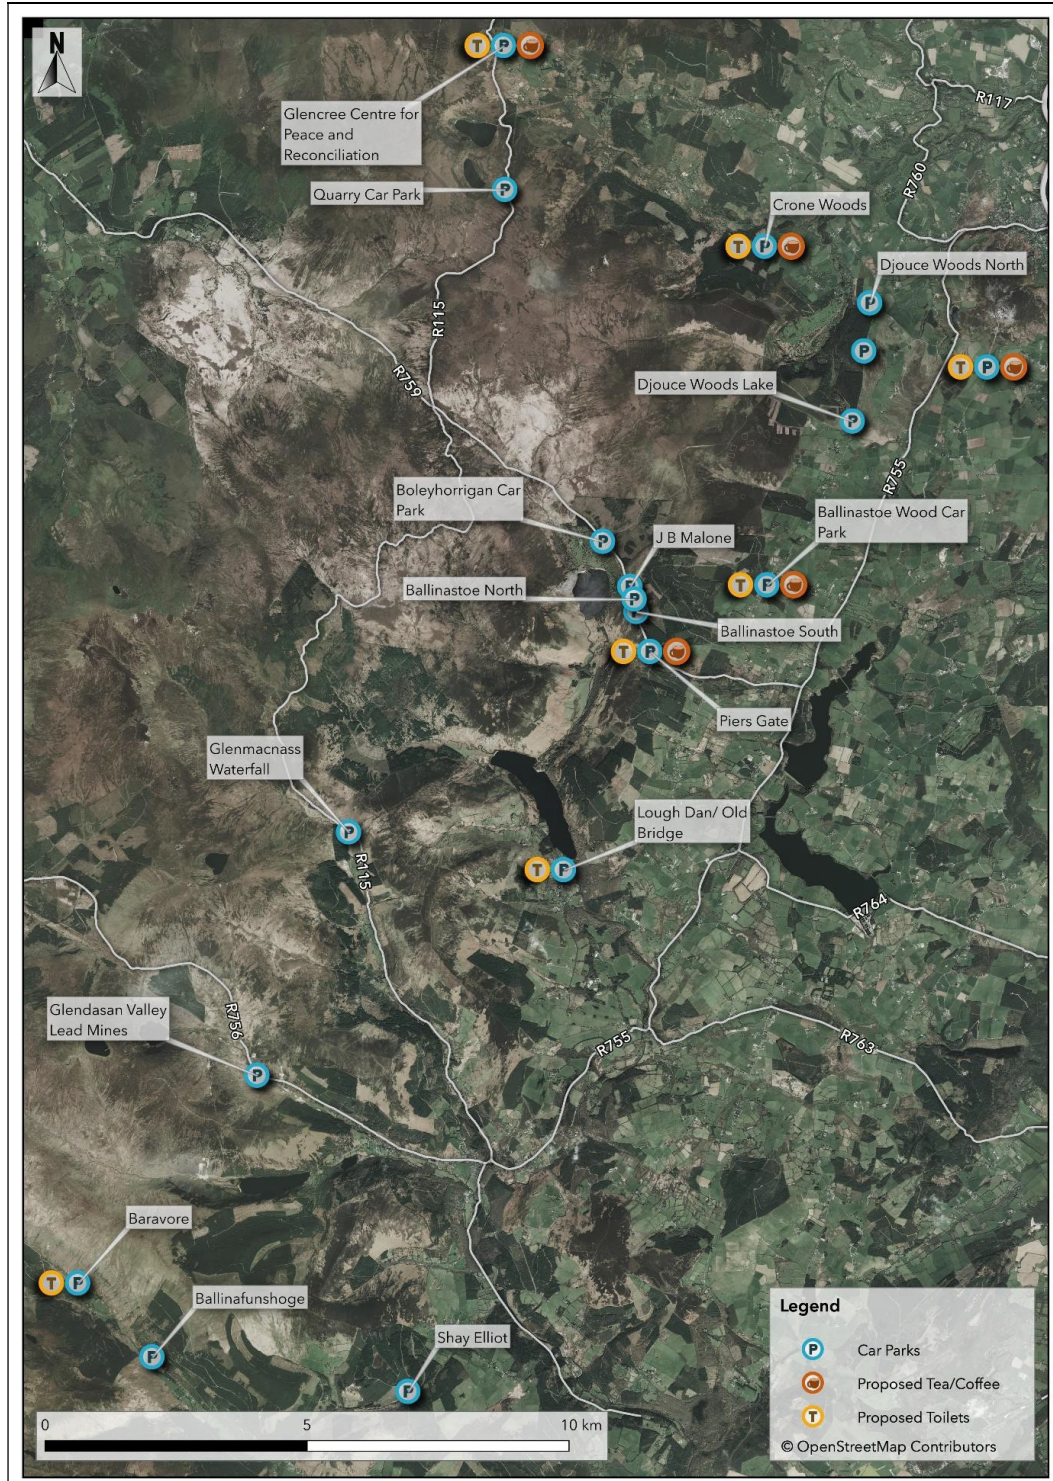 N
T P
Glencree Centre for
Peace and
Reconciliation
R117
Quarry Car Park
P
R760
Crone Woods
T P
Djouce Woods North
P
R115
P
T P
R759
Djouce Woods Lake
P
R755
Boleyhorrigan Car
Park
Ballinastoe Wood Car
Park
P
J B Malone
P
T P
Ballinastoe North
P
Ballinastoe South
T P
Piers Gate
Glenmacnass
Waterfall
P
Lough Dan/ Old
Bridge
R115
T P
R764
Glendasan Valley
Lead Mines
R756
R755
R763
P
Baravore
T P
Ballinafunshoge
P
Shay Elliot
P
Legend
P Car Parks
Proposed Tea/Coffee
T Proposed Toilets
© OpenStreetMap Contributors
0 5 10 km